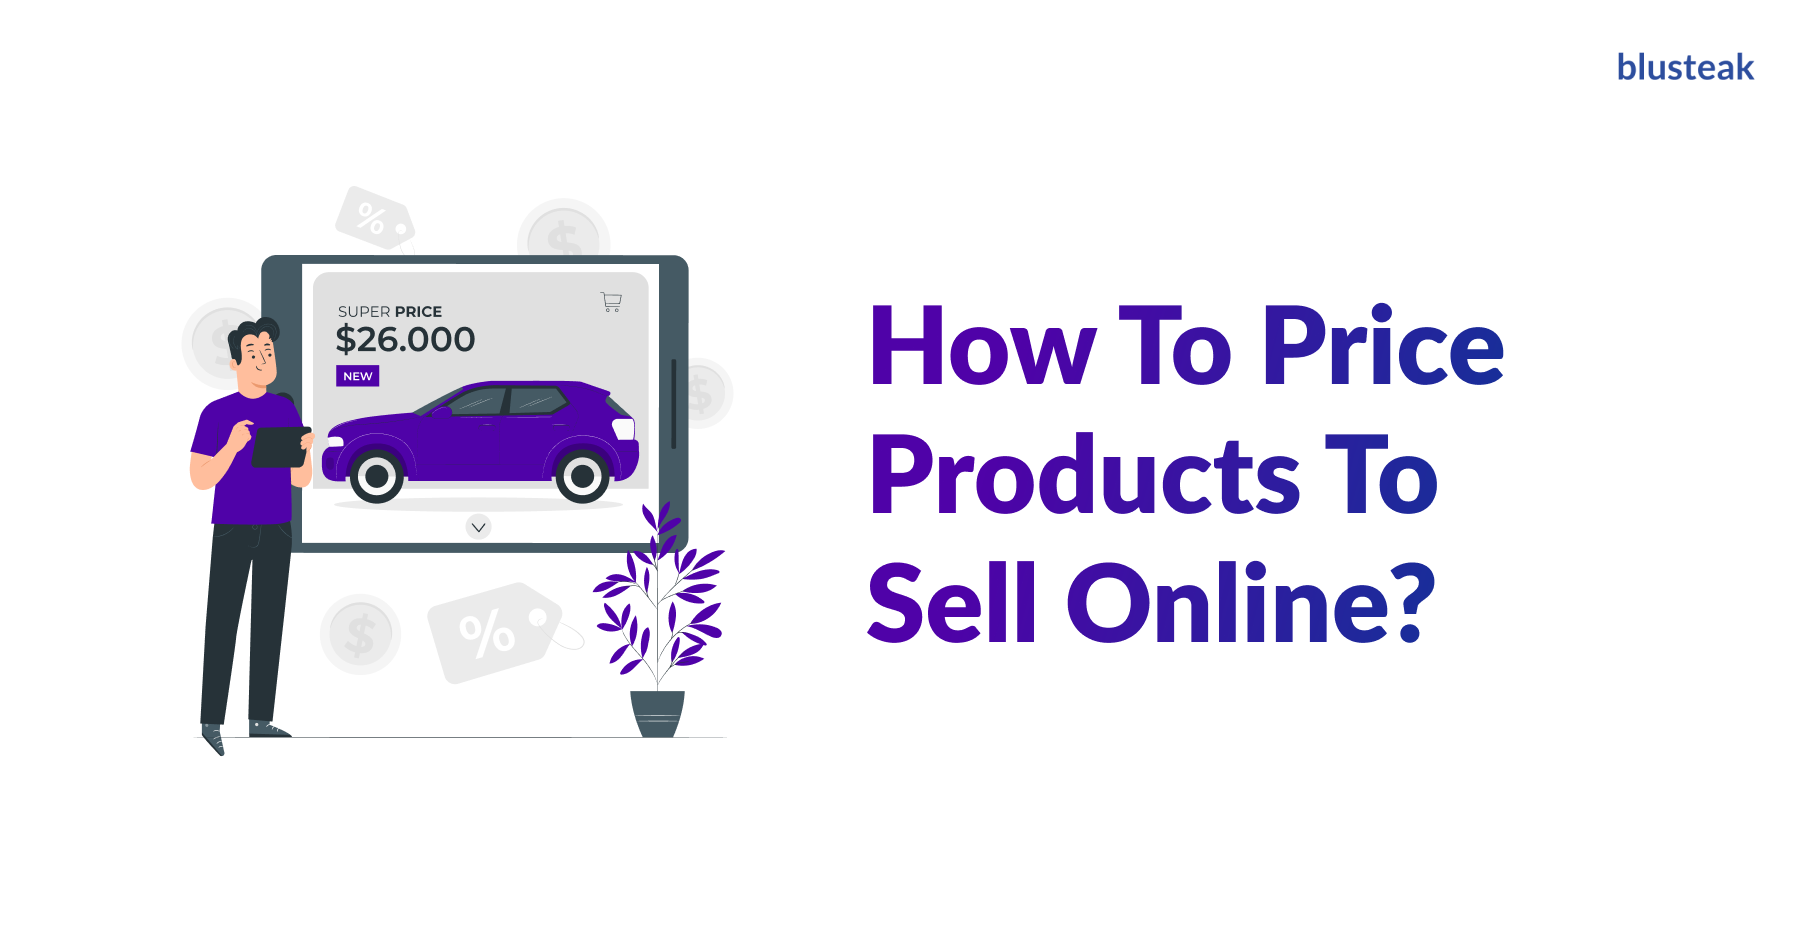 blusteak
SUPER PRICE
$26.000
NEW
How To Price
Products To
Sell Online?
%
$
$
$
$
%